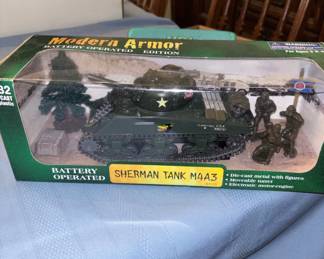 Modern Armor
BATTERY OPERATED EDITION
WARNING
32
BATTERY
OPERATED
SHERMAN TANK M4A3
• Die-cast metal with figures
• Moveable turret
• Electronic motor-engine